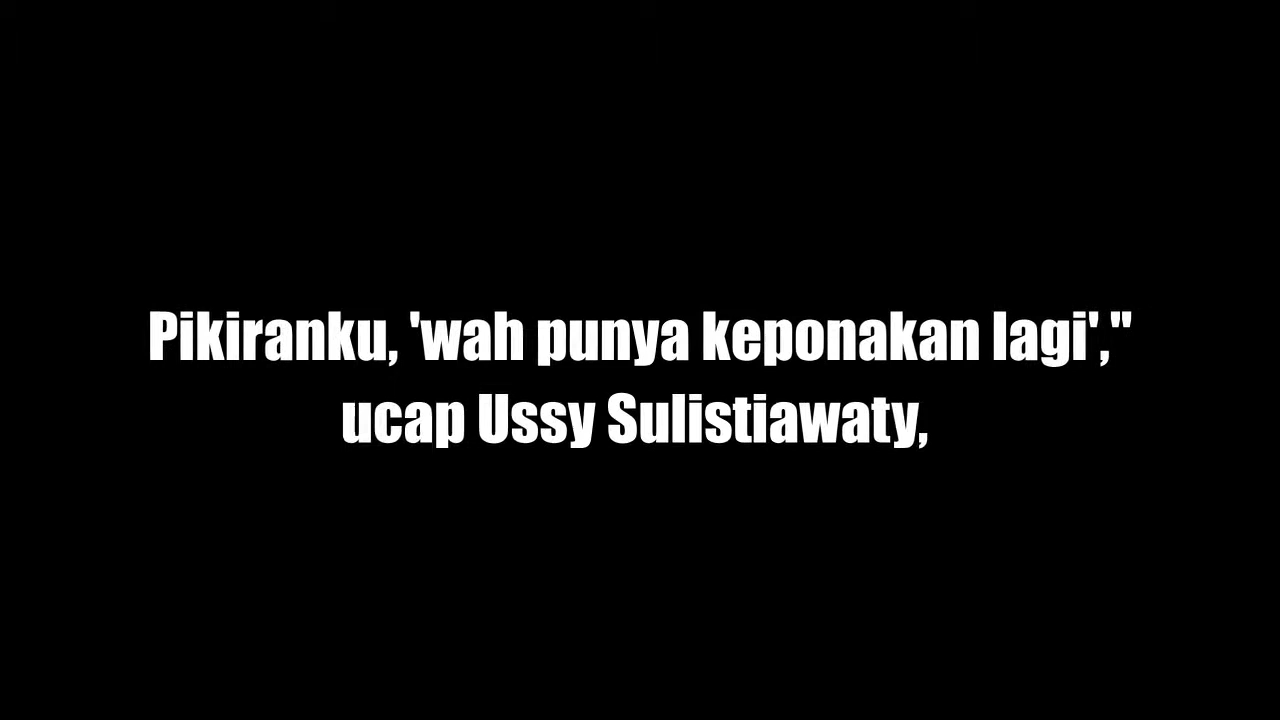 Pikiranku, 'wah punya keponakan lagi',"
ucap Ussy Sulistiawaty,